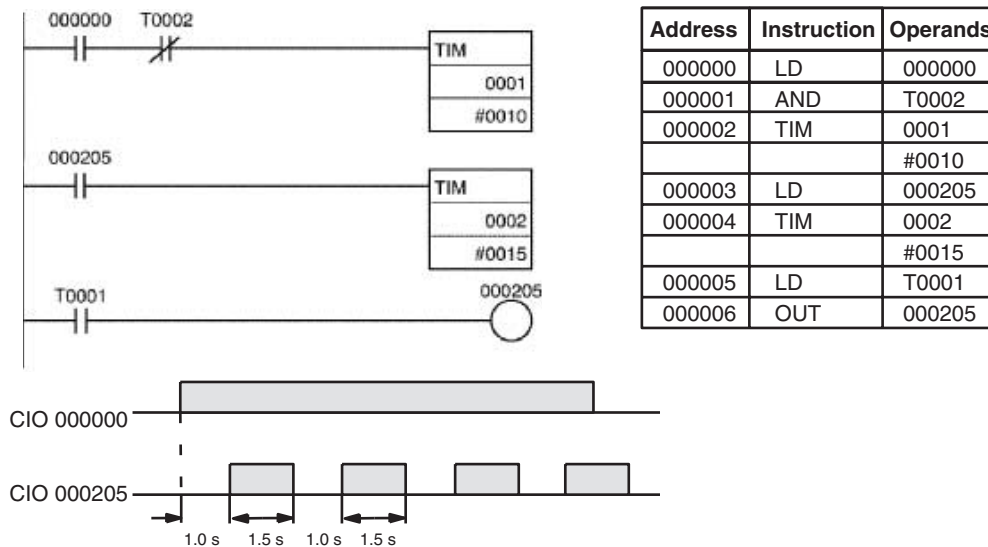 000000 T0002
TIM
0001
#0010
000205
TIM
0002
#0015
T0001 000205
Address Instruction Operands
000000 LD 000000
000001 AND T0002
000002 TIM 0001
#0010
000003 LD 000205
000004 TIM 0002
#0015
000005 LD T0001
000006 OUT 000205
CIO 000000
CIO 000205
1.0 s 1.5 s 1.0 s 1.5 s